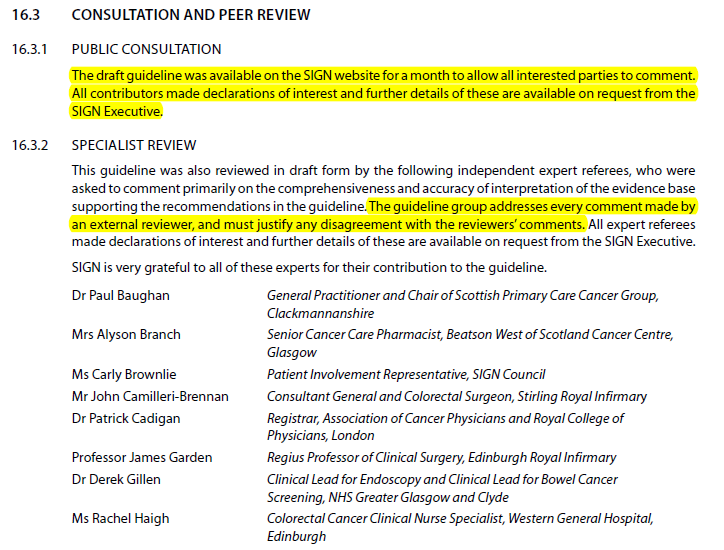 16.3 CONSULTATION AND PEER REVIEW
16.3.1 PUBLIC CONSULTATION
The draft guideline was available on the SIGN website for a month to allow all interested parties to comment.
All contributors made declarations of interest and further details of these are available on request from the
SIGN Executive.
16.3.2 SPECIALIST REVIEW
This guideline was also reviewed in draft form by the following independent expert referees, who were
asked to comment primarily on the comprehensiveness and accuracy of interpretation of the evidence base
supporting the recommendations in the guideline. The guideline group addresses every comment made by
an external reviewer, and must justify any disagreement with the reviewers' comments. All expert referees
made declarations of interest and further details of these are available on request from the SIGN Executive.
SIGN is very grateful to all of these experts for their contribution to the guideline.
Dr Paul Baughan General Practitioner and Chair of Scottish Primary Care Cancer Group,
Clackmannanshire
Mrs Alyson Branch Senior Cancer Care Pharmacist, Beatson West of Scotland Cancer Centre,
Glasgow
Ms Carly Brownlie Patient Involvement Representative, SIGN Council
Mr John Camilleri-Brennan Consultant General and Colorectal Surgeon, Stirling Royal Infirmary
Dr Patrick Cadigan Registrar, Association of Cancer Physicians and Royal College of
Physicians, London
Professor James Garden Regius Professor of Clinical Surgery, Edinburgh Royal Infirmary
Dr Derek Gillen Clinical Lead for Endoscopy and Clinical Lead for Bowel Cancer
Screening, NHS Greater Glasgow and Clyde
Ms Rachel Haigh Colorectal Cancer Clinical Nurse Specialist, Western General Hospital,
Edinburgh